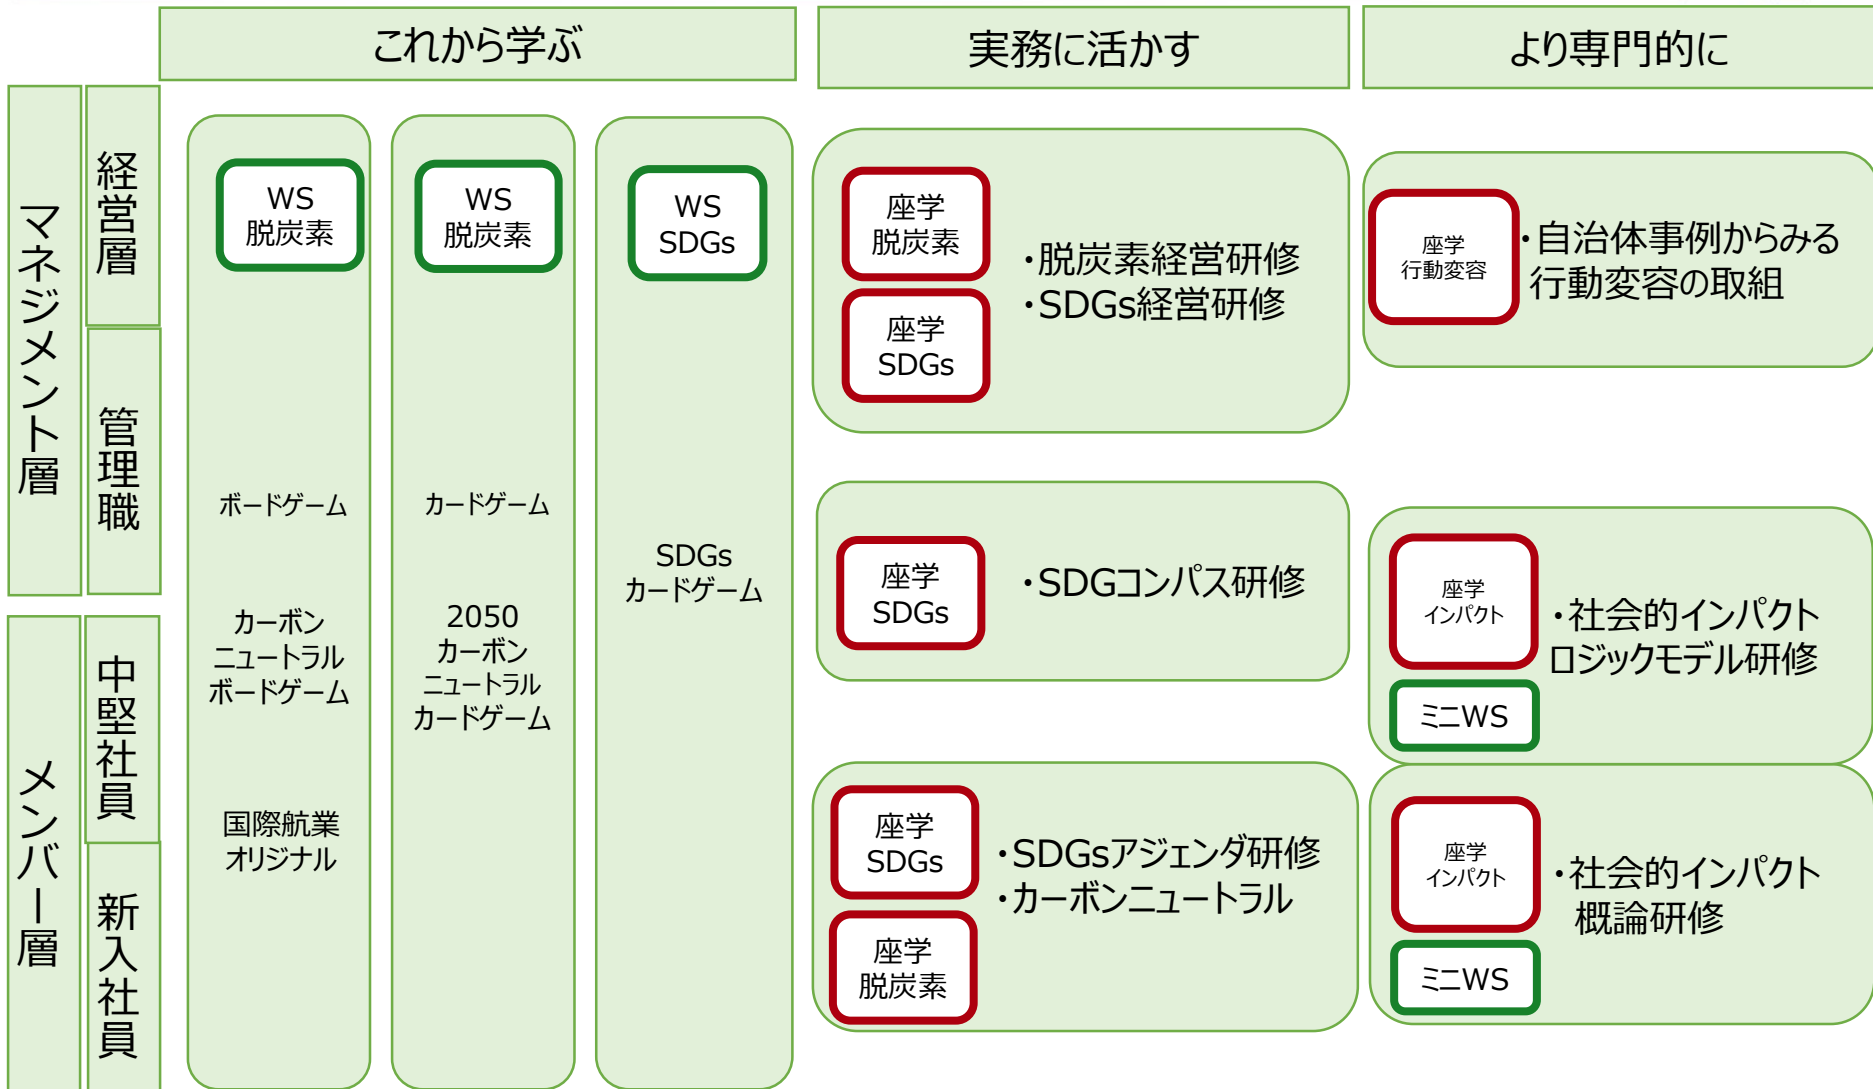 これから学ぶ
実務に活かす
より専門的に
マネジメント層
経営層
管理職
メンバー層
中堅社員
新入社員
WS
脱炭素
ボードゲーム
カーボン
ニュートラル
ボードゲーム
国際航業
オリジナル
WS
脱炭素
カードゲーム
2050
カーボン
ニュートラル
カードゲーム
WS
SDGs
SDGs
カードゲーム
座学
脱炭素
座学
SDGs
・脱炭素経営研修
・SDGs経営研修
座学
SDGs
・SDGコンパス研修
座学
SDGs
座学
脱炭素
・SDGsアジェンダ研修
・カーボンニュートラル
座学
行動変容
・自治体事例からみる
行動変容の取組
座学
インパクト
ミニWS
・社会的インパクト
ロジックモデル研修
座学
インパクト
ミニWS
・社会的インパクト
概論研修